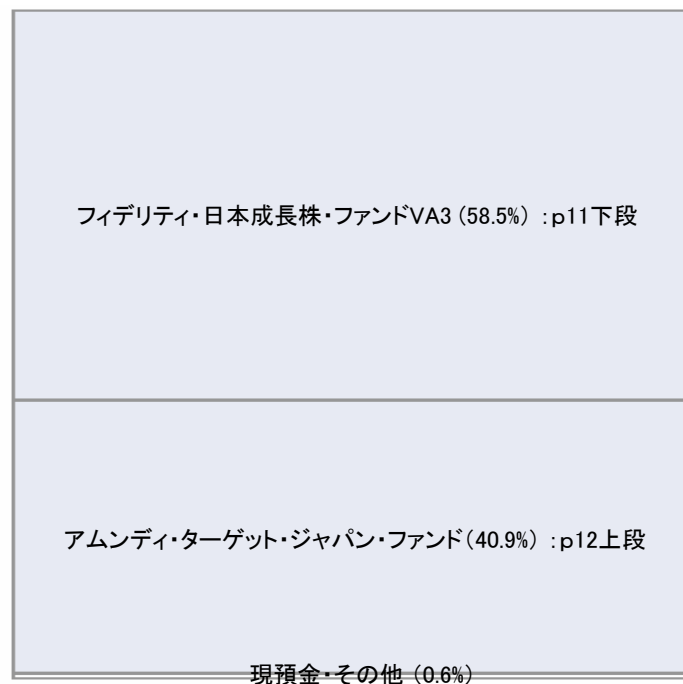 フィデリティ・日本成長株・ファンドVA3 (58.5%) :p11下段
アムンディ・ターゲット・ジャパン・ファンド(40.9%) :p12上段
現預金・その他 (0.6%)